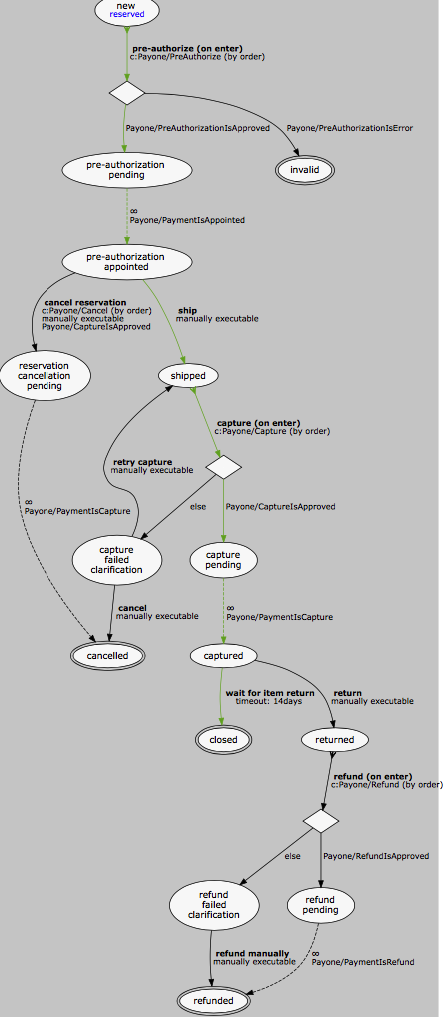 new
reserved
pre-authorize (on enter)
c:Payone/PreAuthorize (by order)
Payone/PreAuthorizationIsApproved
Payone/PreAuthorizationIsError
pre-authorization
pending
invalid
∞
Payone/PaymentIsAppointed
pre-authorization
appointed
cancel reservation
c:Payone/Cancel (by order)
manually executable
Payone/CaptureIsApproved
ship
manually executable
reservation
cancellation
pending
shipped
capture (on enter)
c:Payone/Capture (by order)
retry capture
manually executable
else
Payone/CaptureIsApproved
∞
Payore/PaymentIsCapture
capture
failed
clarification
capture
pending
cancel
manually executable
∞
Payone/PaymentIsCapture
cancelled
captured
wait for item return
timeout: 14days
return
manually executable
closed
returned
refund (on enter)
c:Payone/Refund (by order)
else
Payone/RefundIsApproved
refund
failed
clarification
refund
pending
refund manually
manually executable
∞
Payone/PaymentIsRefund
refunded